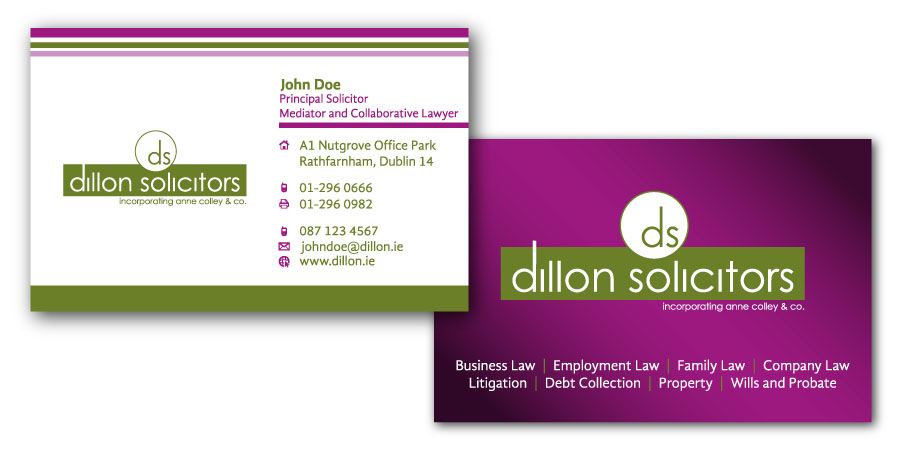 John Doe
Principal Solicitor
Mediator and Collaborative Lawyer
ds
dillon solicitors
incorporating anne colley & co.
A1 Nutgrove Office Park
Rathfarnham, Dublin 14
01-296 0666
01-296 0982
087 123 4567
johndoe@dillon.ie
www.dillon.ie
ds
dillon solicitors
incorporating anne colley & co.
Business Law | Employment Law | Family Law | Company Law
Litigation | Debt Collection | Property | Wills and Probate